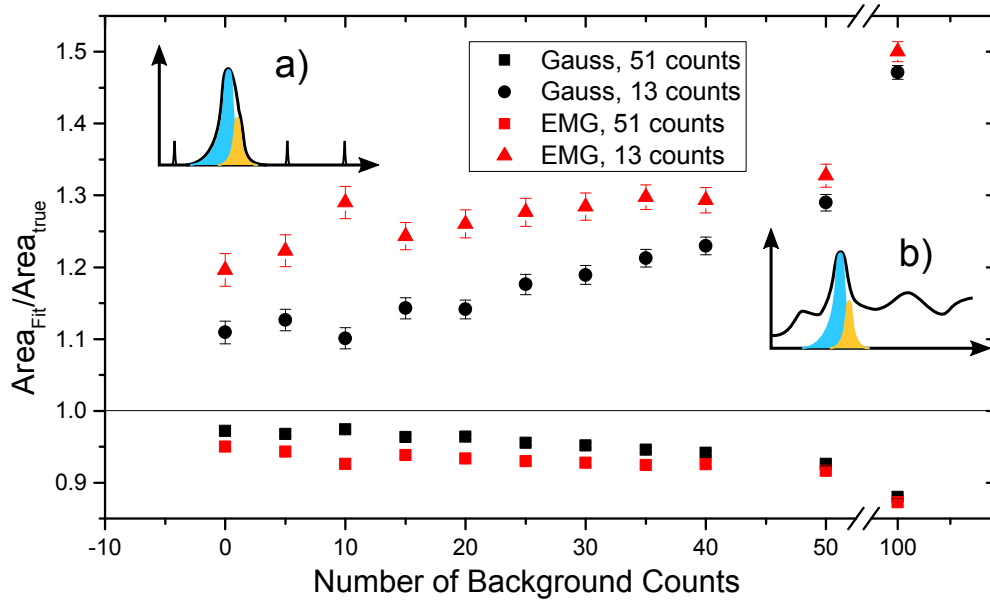 a)
Gauss, 51 counts
Gauss, 13 counts
EMG, 51 counts
EMG, 13 counts
b)
Area_Fit/Area_true
1.5
1.4
1.3
1.2
1.1
1.0
0.9
-10 0 10 20 30 40 50 100
Number of Background Counts